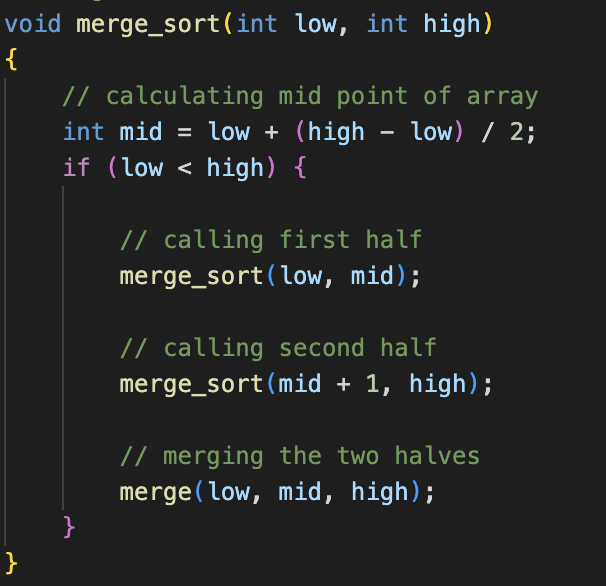 void merge_sort(int low, int high)
{
    // calculating mid point of array
    int mid = low + (high - low) / 2;
    if (low < high) {

        // calling first half
        merge_sort(low, mid);

        // calling second half
        merge_sort(mid + 1, high);

        // merging the two halves
        merge(low, mid, high);
    }
}